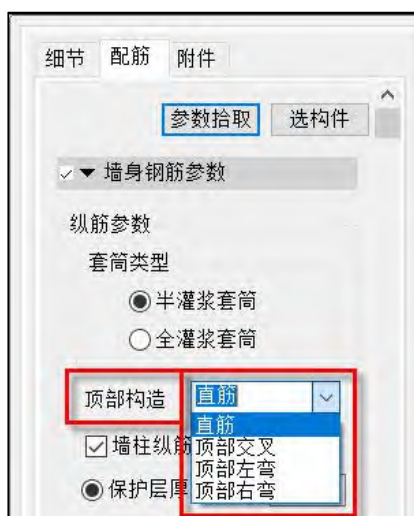 细节 配筋 附件
参数拾取 选构件
墙身钢筋参数
纵筋参数
套筒类型
半灌浆套筒
全灌浆套筒
顶部构造 直筋
直筋
墙柱纵筋 顶部交叉
顶部左弯
保护层厚 顶部右弯